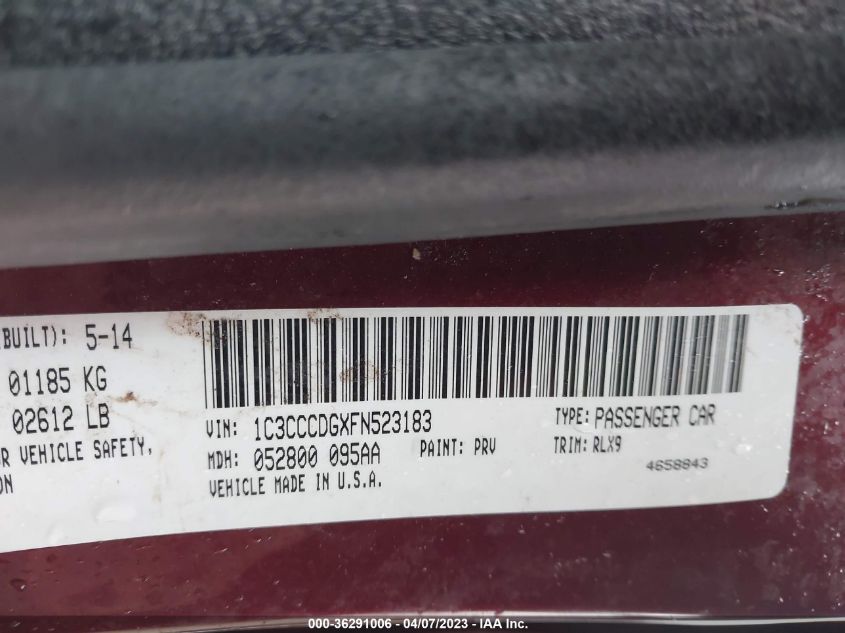 (BUILT): 5-14
01185 KG
02612 LB
R VEHICLE SAFETY,
ON
VIN: 1C3CCCDGXFN523183
TYPE: PASSENGER CAR
MDH: 052800 095AA
PAINT: PRV
TRIM: RLX9
VEHICLE MADE IN U.S.A.
4658843
000-36291006 - 04/07/2023 - IAA Inc.